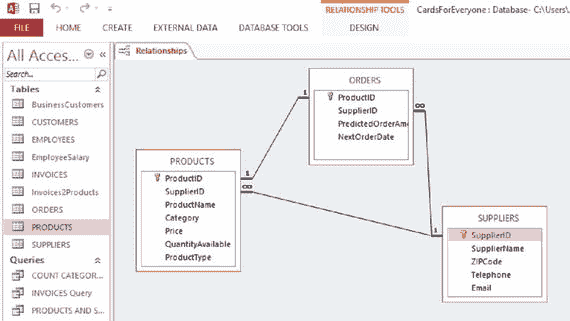 RELATIONSHIP TOOLS
CardsForEveryone : Database- C:\Users\
FILE HOME CREATE EXTERNAL DATA DATABASE TOOLS DESIGN
All Acces...
Search...
Tables
BusinessCustomers
CUSTOMERS
EMPLOYEES
EmployeeSalary
INVOICES
Invoices2Products
ORDERS
PRODUCTS
SUPPLIERS
Queries
COUNT CATEGOR...
INVOICES Query
PRODUCTS AND S...
Relationships
ORDERS
ProductID
SupplierID
PredictedOrderAmo
NextOrderDate
PRODUCTS
ProductID
SupplierID
ProductName
Category
Price
QuantityAvailable
ProductType
SUPPLIERS
SupplierID
SupplierName
ZIPCode
Telephone
Email
1
∞
1
∞
1